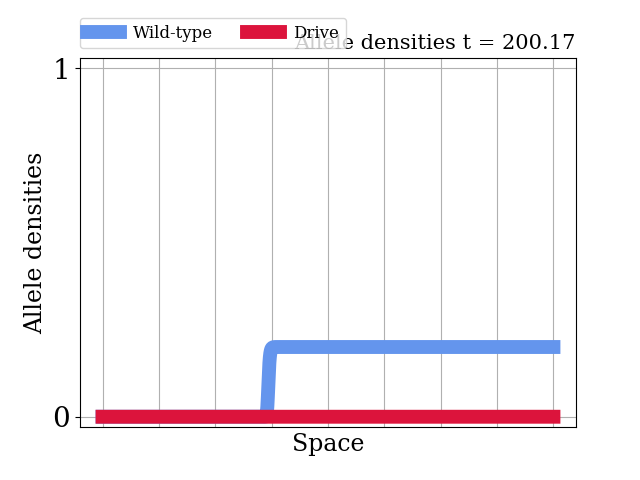 Wild-type Drive
Allele densities t = 200.17
1
Allele densities
0
Space